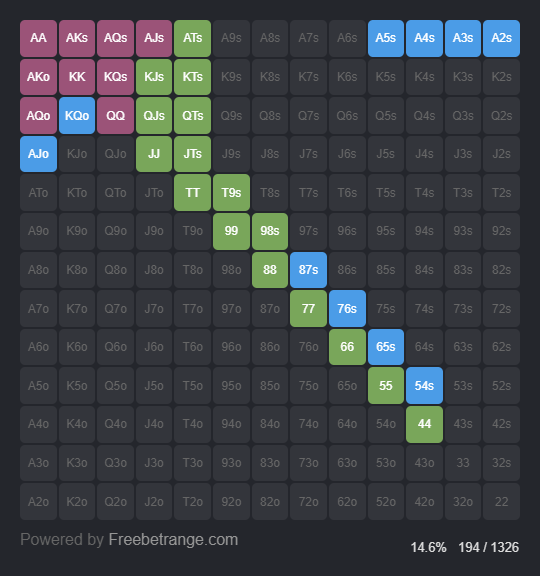 AA AKs AQs AJs ATs A9s A8s A7s A6s A5s A4s A3s A2s
AKo KK KQs KJs KTs K9s K8s K7s K6s K5s K4s K3s K2s
AQo KQo QQ QJs QTs Q9s Q8s Q7s Q6s Q5s Q4s Q3s Q2s
AJo KJo QJo JJ JTs J9s J8s J7s J6s J5s J4s J3s J2s
ATo KTo QTo JTo TT T9s T8s T7s T6s T5s T4s T3s T2s
A9o K9o Q9o J9o T9o 99 98s 97s 96s 95s 94s 93s 92s
A8o K8o Q8o J8o T8o 98o 88 87s 86s 85s 84s 83s 82s
A7o K7o Q7o J7o T7o 97o 87o 77 76s 75s 74s 73s 72s
A6o K6o Q6o J6o T6o 96o 86o 76o 66 65s 64s 63s 62s
A5o K5o Q5o J5o T5o 95o 85o 75o 65o 55 54s 53s 52s
A4o K4o Q4o J4o T4o 94o 84o 74o 64o 54o 44 43s 42s
A3o K3o Q3o J3o T3o 93o 83o 73o 63o 53o 43o 33 32s
A2o K2o Q2o J2o T2o 92o 82o 72o 62o 52o 42o 32o 22
Powered by Freebetrange.com
14.6% 194 / 1326